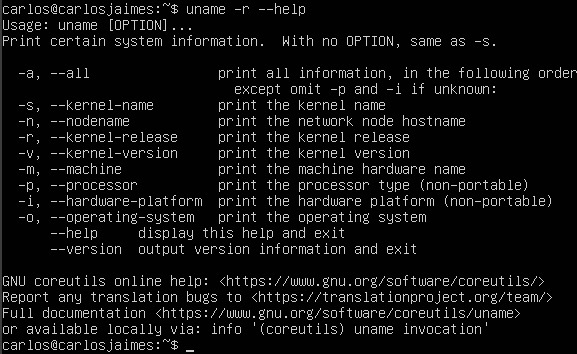 carlos@carlosjaimes:~$ uname -r --help
Usage: uname [OPTION]...
Print certain system information.  With no OPTION, same as -s.

  -a, --all                print all information, in the following order
                             except omit -p and -i if unknown:
  -s, --kernel-name        print the kernel name
  -n, --nodename           print the network node hostname
  -r, --kernel-release     print the kernel release
  -v, --kernel-version     print the kernel version
  -m, --machine            print the machine hardware name
  -p, --processor          print the processor type (non-portable)
  -i, --hardware-platform  print the hardware platform (non-portable)
  -o, --operating-system   print the operating system
      --help     display this help and exit
      --version  output version information and exit

GNU coreutils online help: <https://www.gnu.org/software/coreutils/>
Report any translation bugs to <https://translationproject.org/team/>
Full documentation <https://www.gnu.org/software/coreutils/uname>
or available locally via: info '(coreutils) uname invocation'
carlos@carlosjaimes:~$ _